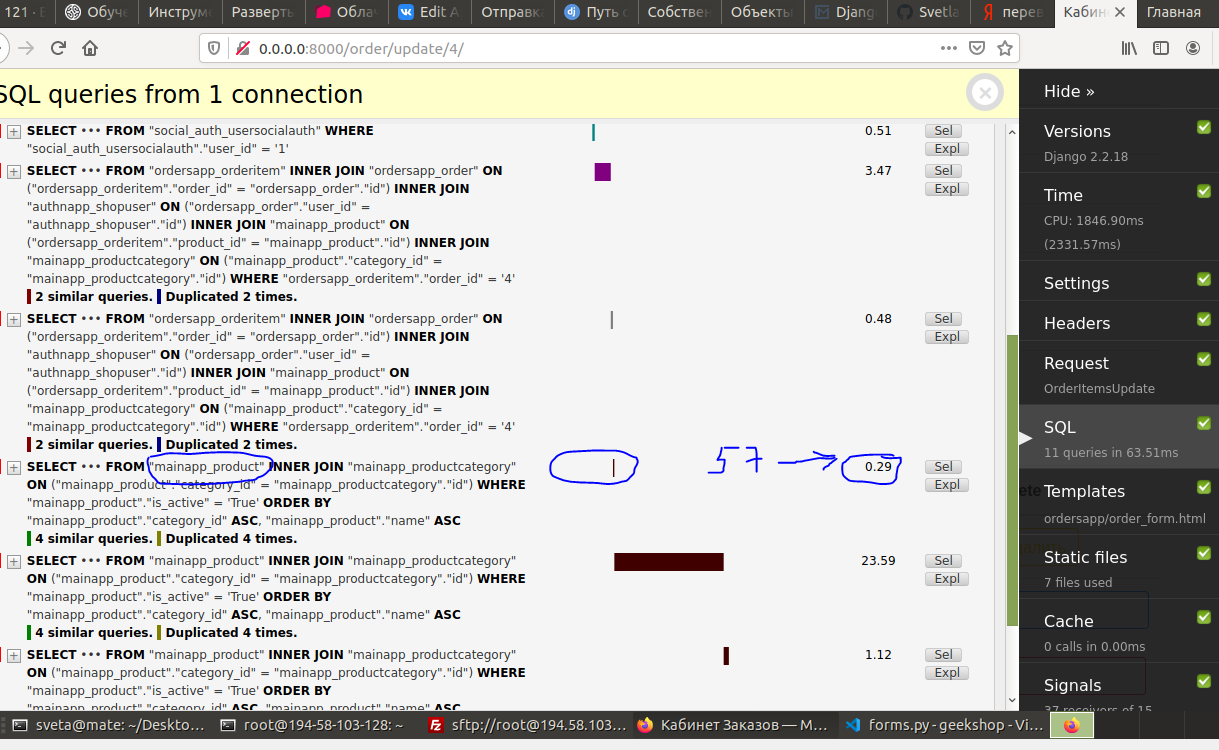 121 ·
Обуч
Инструм
Разверть
Обла
Edit A
Отправк
Путь
Собствен
Объекты
Djang
Svetla
перев
Кабин
Главная
0.0.0.0:8000/order/update/4/
SQL queries from 1 connection
SELECT ••• FROM "social_auth_usersocialauth" WHERE 0.51 Sel
"social_auth_usersocialauth"."user_id" = '1' Expl
SELECT ••• FROM "ordersapp_orderitem" INNER JOIN "ordersapp_order" ON 3.47 Sel
("ordersapp_orderitem"."order_id" = "ordersapp_order"."id") INNER JOIN Expl
"authnapp_shopuser" ON ("ordersapp_order"."user_id" =
"authnapp_shopuser"."id") INNER JOIN "mainapp_product" ON
("ordersapp_orderitem"."product_id" = "mainapp_product"."id") INNER JOIN
"mainapp_productcategory" ON ("mainapp_product"."category_id" =
"mainapp_productcategory"."id") WHERE "ordersapp_orderitem"."order_id" = '4'
2 similar queries. Duplicated 2 times.
SELECT ••• FROM "ordersapp_orderitem" INNER JOIN "ordersapp_order" ON 0.48 Sel
("ordersapp_orderitem"."order_id" = "ordersapp_order"."id") INNER JOIN Expl
"authnapp_shopuser" ON ("ordersapp_order"."user_id" =
"authnapp_shopuser"."id") INNER JOIN "mainapp_product" ON
("ordersapp_orderitem"."product_id" = "mainapp_product"."id") INNER JOIN
"mainapp_productcategory" ON ("mainapp_product"."category_id" =
"mainapp_productcategory"."id") WHERE "ordersapp_orderitem"."order_id" = '4'
2 similar queries. Duplicated 2 times.
SELECT ••• FROM "mainapp_product" INNER JOIN "mainapp_productcategory" 57 → 0.29 Sel
ON ("mainapp_product"."category_id" = "mainapp_productcategory"."id") WHERE Expl
"mainapp_product"."is_active" = 'True' ORDER BY
"mainapp_product"."category_id" ASC, "mainapp_product"."name" ASC
4 similar queries. Duplicated 4 times.
SELECT ••• FROM "mainapp_product" INNER JOIN "mainapp_productcategory" 23.59 Sel
ON ("mainapp_product"."category_id" = "mainapp_productcategory"."id") WHERE Expl
"mainapp_product"."is_active" = 'True' ORDER BY
"mainapp_product"."category_id" ASC, "mainapp_product"."name" ASC
4 similar queries. Duplicated 4 times.
SELECT ••• FROM "mainapp_product" INNER JOIN "mainapp_productcategory" 1.12 Sel
ON ("mainapp_product"."category_id" = "mainapp_productcategory"."id") WHERE Expl
"mainapp_product"."is_active" = 'True' ORDER BY
"mainapp_product"."category_id" ASC, "mainapp_product"."name" ASC
Hide »
Versions
Django 2.2.18
Time
CPU: 1846.90ms
(2331.57ms)
Settings
Headers
Request
OrderItemsUpdate
SQL
11 queries in 63.51ms
Templates
ordersapp/order_form.html
Static files
7 files used
Cache
0 calls in 0.00ms
Signals
37 receivers of 15
sveta@mate: ~/Deskto...
root@194-58-103-128: ~
sftp://root@194.58.103...
Кабинет Заказов — M...
forms.py - geekshop - Vi...